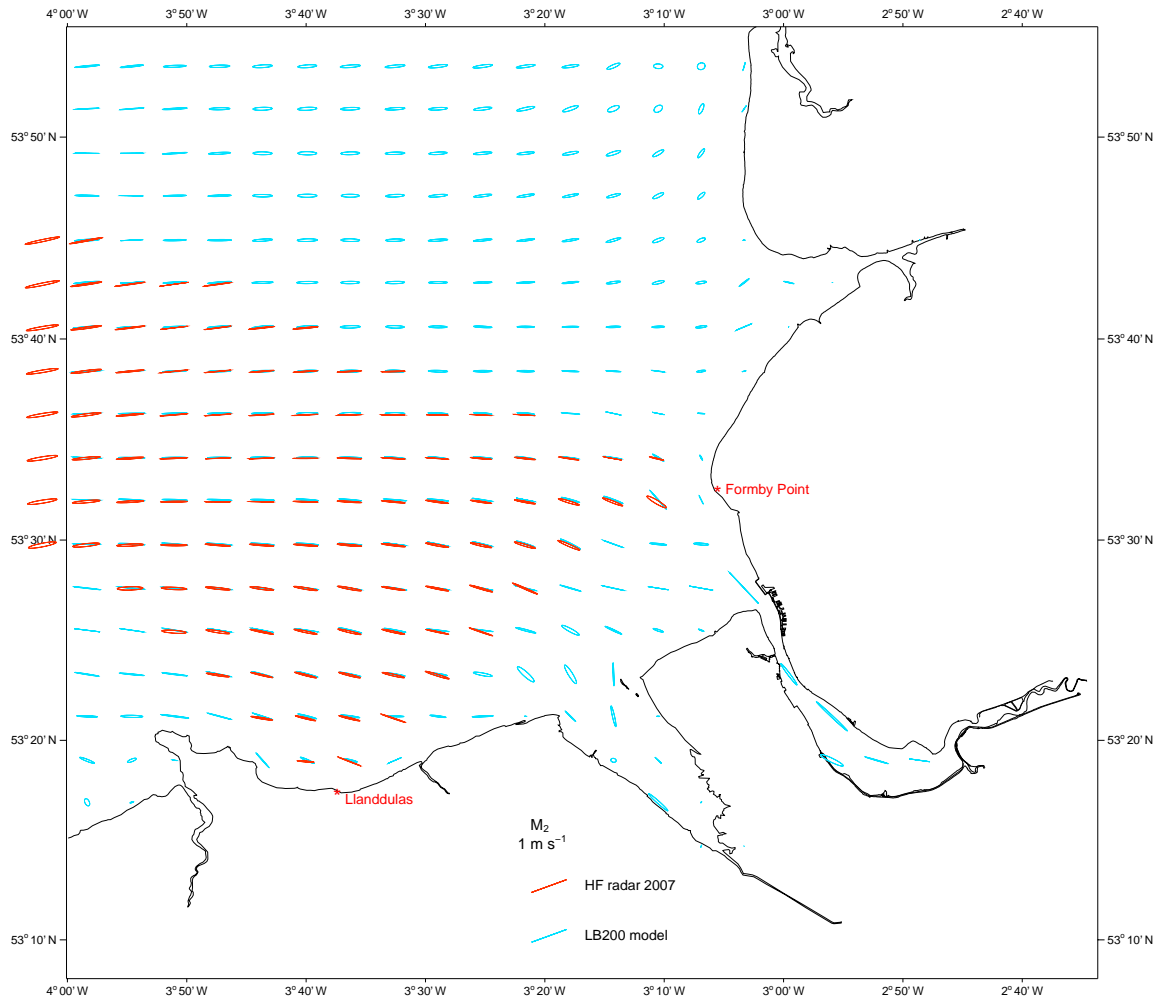 4°00′ W 3°50′ W 3°40′ W 3°30′ W 3°20′ W 3°10′ W 3°00′ W 2°50′ W 2°40′ W
53°50′ N 53°50′ N
53°40′ N 53°40′ N
* Formby Point
53°30′ N 53°30′ N
53°20′ N 53°20′ N
* Llanddulas
M₂
1 m s⁻¹
HF radar 2007
LB200 model
53°10′ N 53°10′ N
4°00′ W 3°50′ W 3°40′ W 3°30′ W 3°20′ W 3°10′ W 3°00′ W 2°50′ W 2°40′ W